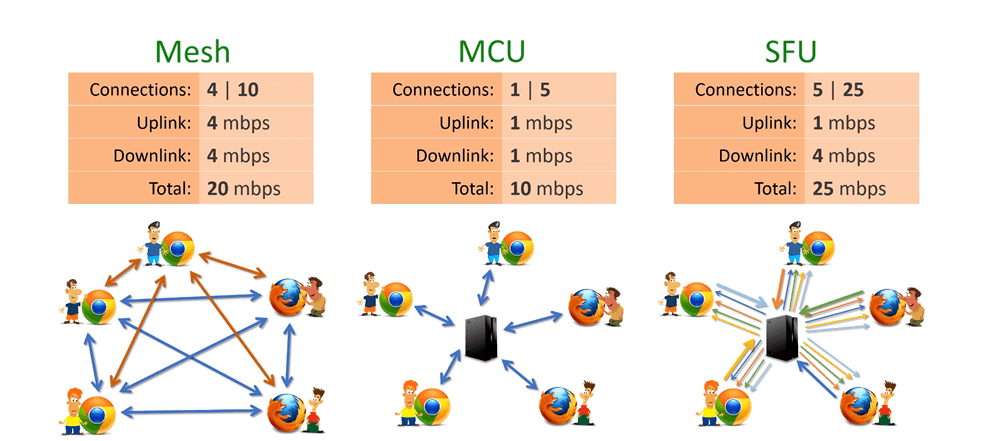 Mesh
Connections: 4 | 10
Uplink: 4 mbps
Downlink: 4 mbps
Total: 20 mbps
MCU
Connections: 1 | 5
Uplink: 1 mbps
Downlink: 1 mbps
Total: 10 mbps
SFU
Connections: 5 | 25
Uplink: 1 mbps
Downlink: 4 mbps
Total: 25 mbps